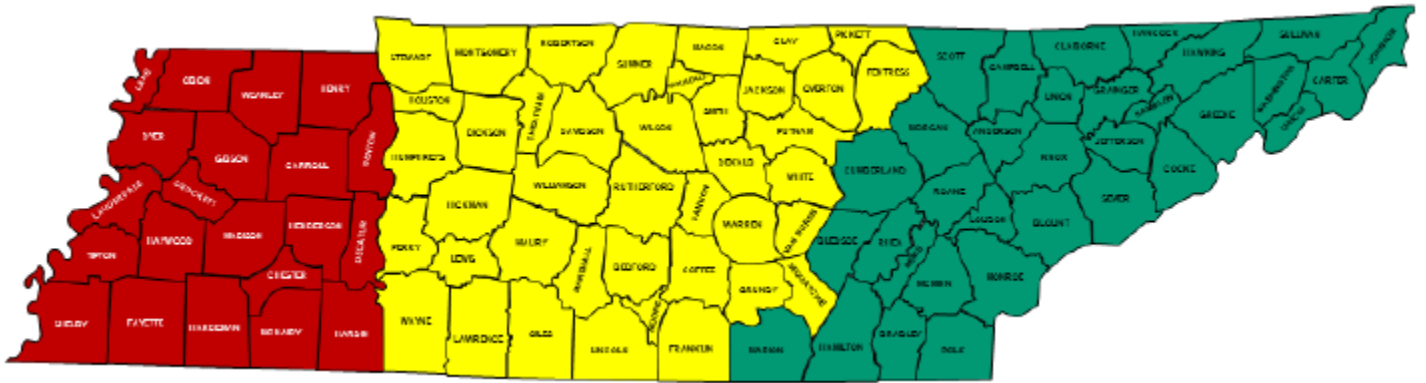 STEWART
MONTGOMERY
ROBERTSON
SUMNER
MACON
CLAY
PICKETT
FENTRESS
SCOTT
CAMPBELL
CLAIBORNE
HANCOCK
HAWKINS
SULLIVAN
JOHNSON
CARTER
WASHINGTON
GREENE
UNION
GRAINGER
LAKE
OBION
WEAKLEY
HENRY
HOUSTON
DICKSON
DAVIDSON
WILSON
SMITH
JACKSON
OVERTON
PUTNAM
MORGAN
ANDERSON
KNOX
JEFFERSON
COCKE
SEVIER
DYER
GIBSON
CARROLL
BENTON
HUMPHREYS
HICKMAN
WILLIAMSON
RUTHERFORD
CANNON
DEKALB
WHITE
CUMBERLAND
ROANE
LOUDON
BLOUNT
LAUDERDALE
CROCKETT
HAYWOOD
MADISON
HENDERSON
DECATUR
PERRY
LEWIS
MAURY
MARSHALL
BEDFORD
COFFEE
WARREN
VAN BUREN
BLEDSOE
RHEA
MEIGS
MCMINN
MONROE
TIPTON
CHESTER
GRUNDY
SEQUATCHIE
SHELBY
FAYETTE
HARDEMAN
MCNAIRY
HARDIN
WAYNE
LAWRENCE
GILES
LINCOLN
MOORE
FRANKLIN
MARION
HAMILTON
BRADLEY
POLK